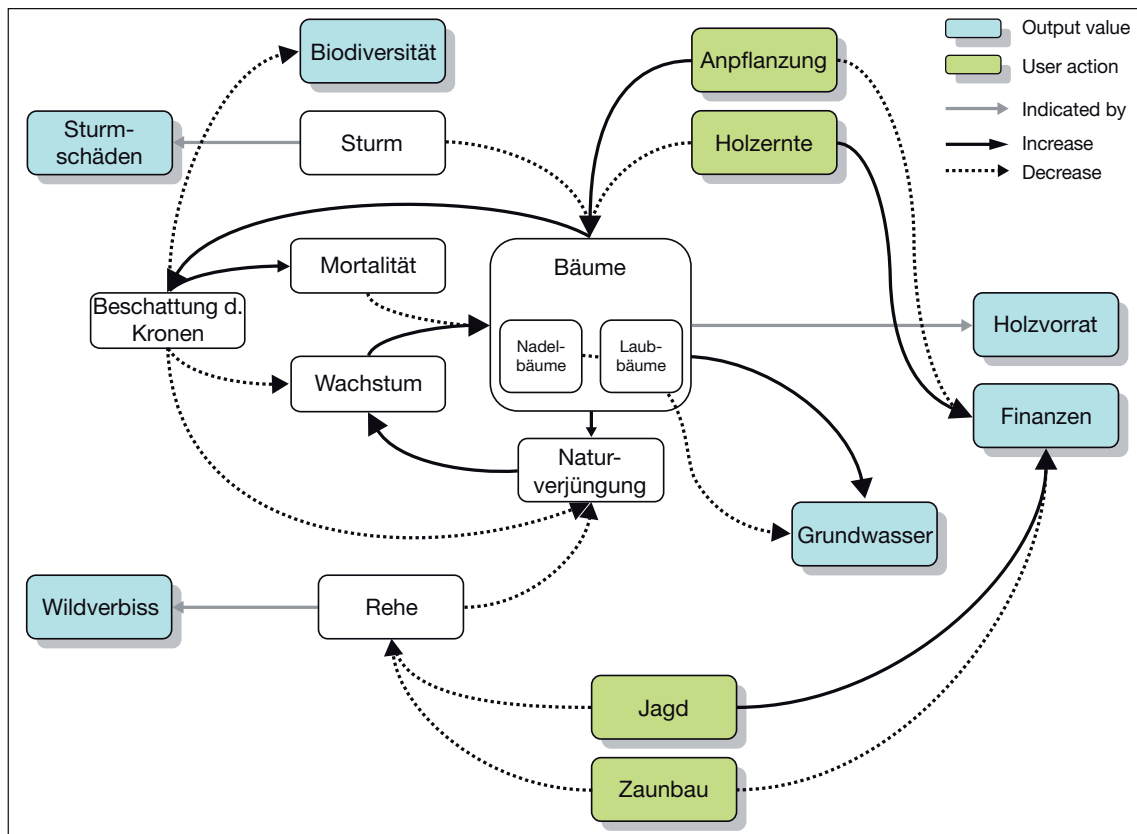 Biodiversität
Anpflanzung
Output value
User action
Indicated by
Increase
Decrease
Sturm-
schäden
Sturm
Holzernte
Mortalität
Bäume
Beschattung d.
Kronen
Holzvorrat
Nadel-
bäume
Laub-
bäume
Wachstum
Finanzen
Natur-
verjüngung
Grundwasser
Wildverbiss
Rehe
Jagd
Zaunbau